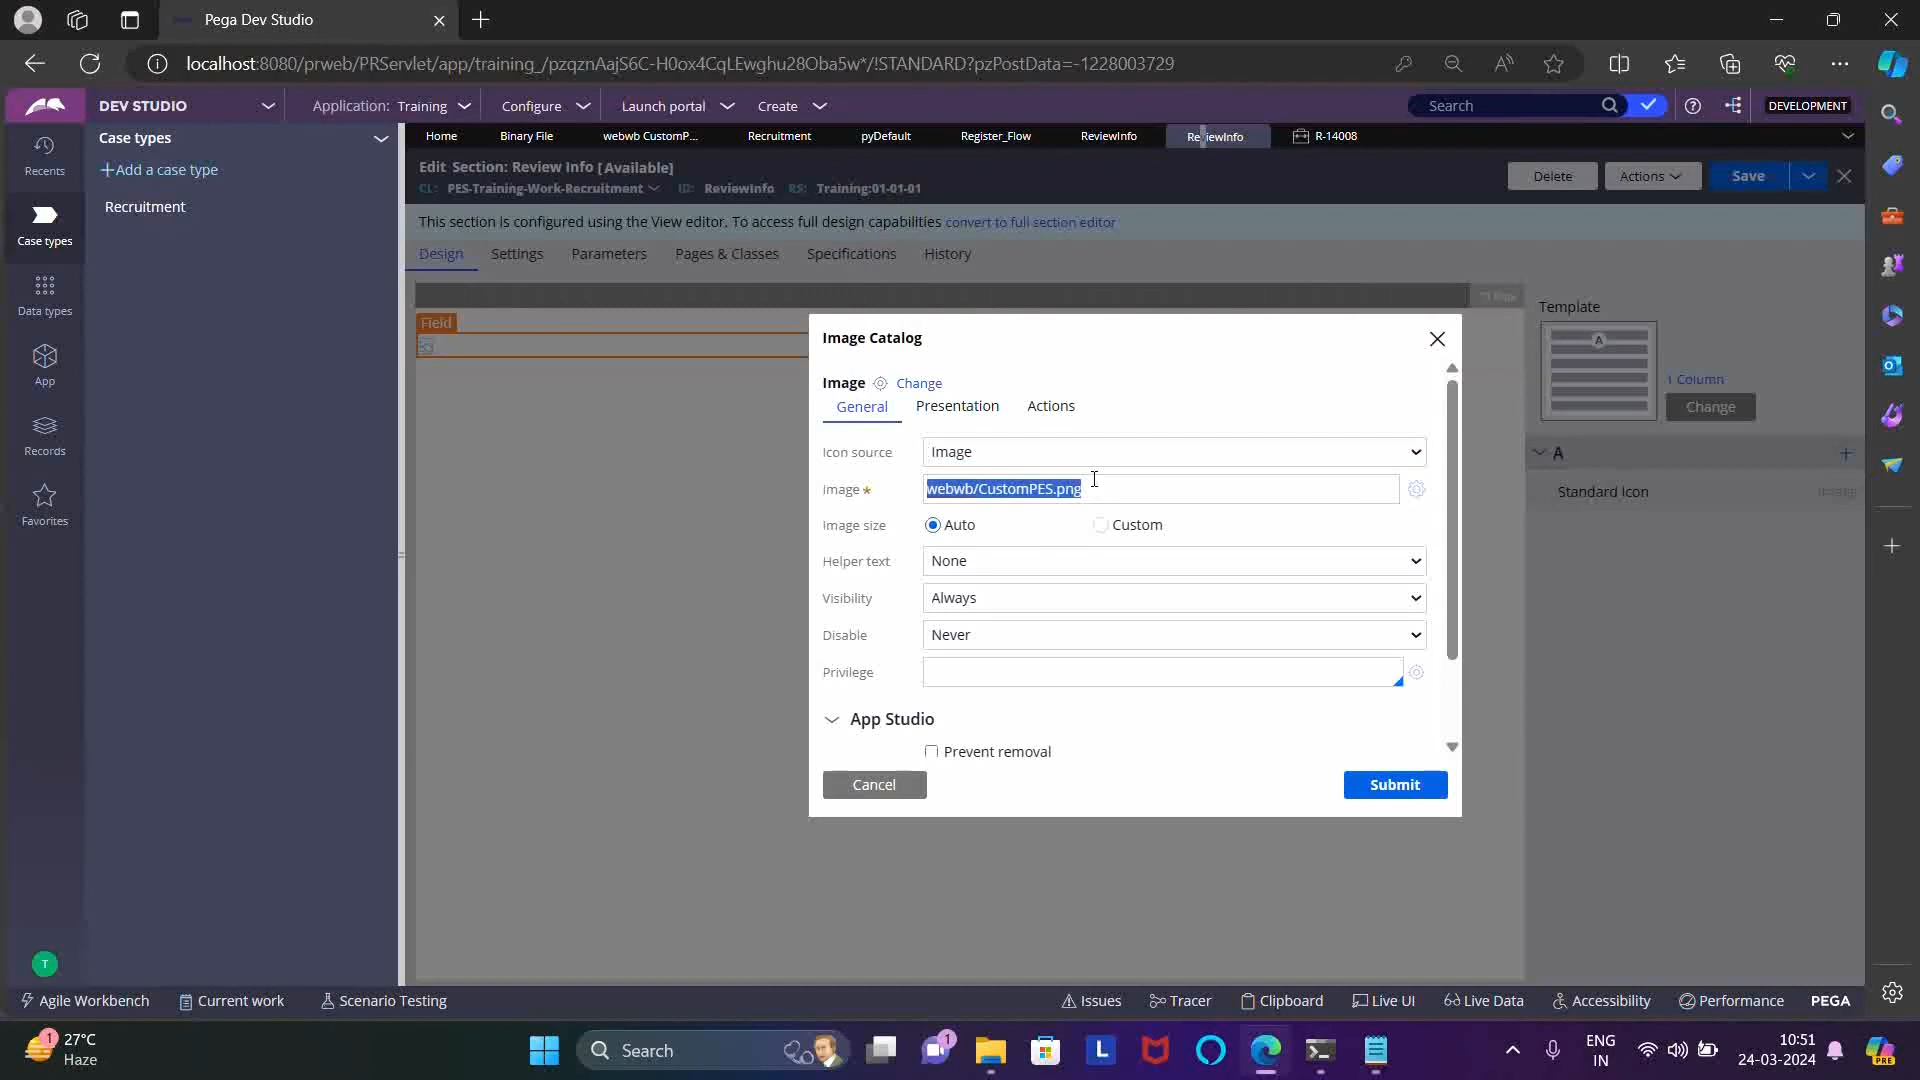 Pega Dev Studio
localhost:8080/prweb/PRServlet/app/training_/pzqznAajS6C-H0ox4CqLEwghu28Oba5w*/!STANDARD?pzPostData=-1228003729
DEV STUDIO
Application: Training
Configure
Launch portal
Create
Search
DEVELOPMENT
Recents
Case types
Data types
App
Records
Favorites
T
Case types
+Add a case type
Recruitment
Home
Binary File
webwb CustomP...
Recruitment
pyDefault
Register_Flow
ReviewInfo
ReviewInfo
R-14008
Edit Section: Review Info [Available]
CL: PES-Training-Work-Recruitment ID: ReviewInfo RS: Training:01-01-01
Delete
Actions
Save
This section is configured using the View editor. To access full design capabilities convert to full section editor
Design
Settings
Parameters
Pages & Classes
Specifications
History
Field
Template
A
1 Column
Change
A
Standard Icon
Image Catalog
Image Change
General
Presentation
Actions
Icon source Image
Image★ webwb/CustomPES.png
Image size Auto Custom
Helper text None
Visibility Always
Disable Never
Privilege
App Studio
Prevent removal
Cancel
Submit
Agile Workbench
Current work
Scenario Testing
Issues
Tracer
Clipboard
Live UI
Live Data
Accessibility
Performance
PEGA
1
27°C
Haze
Search
1
L
ENG
IN
10:51
24-03-2024
PRE